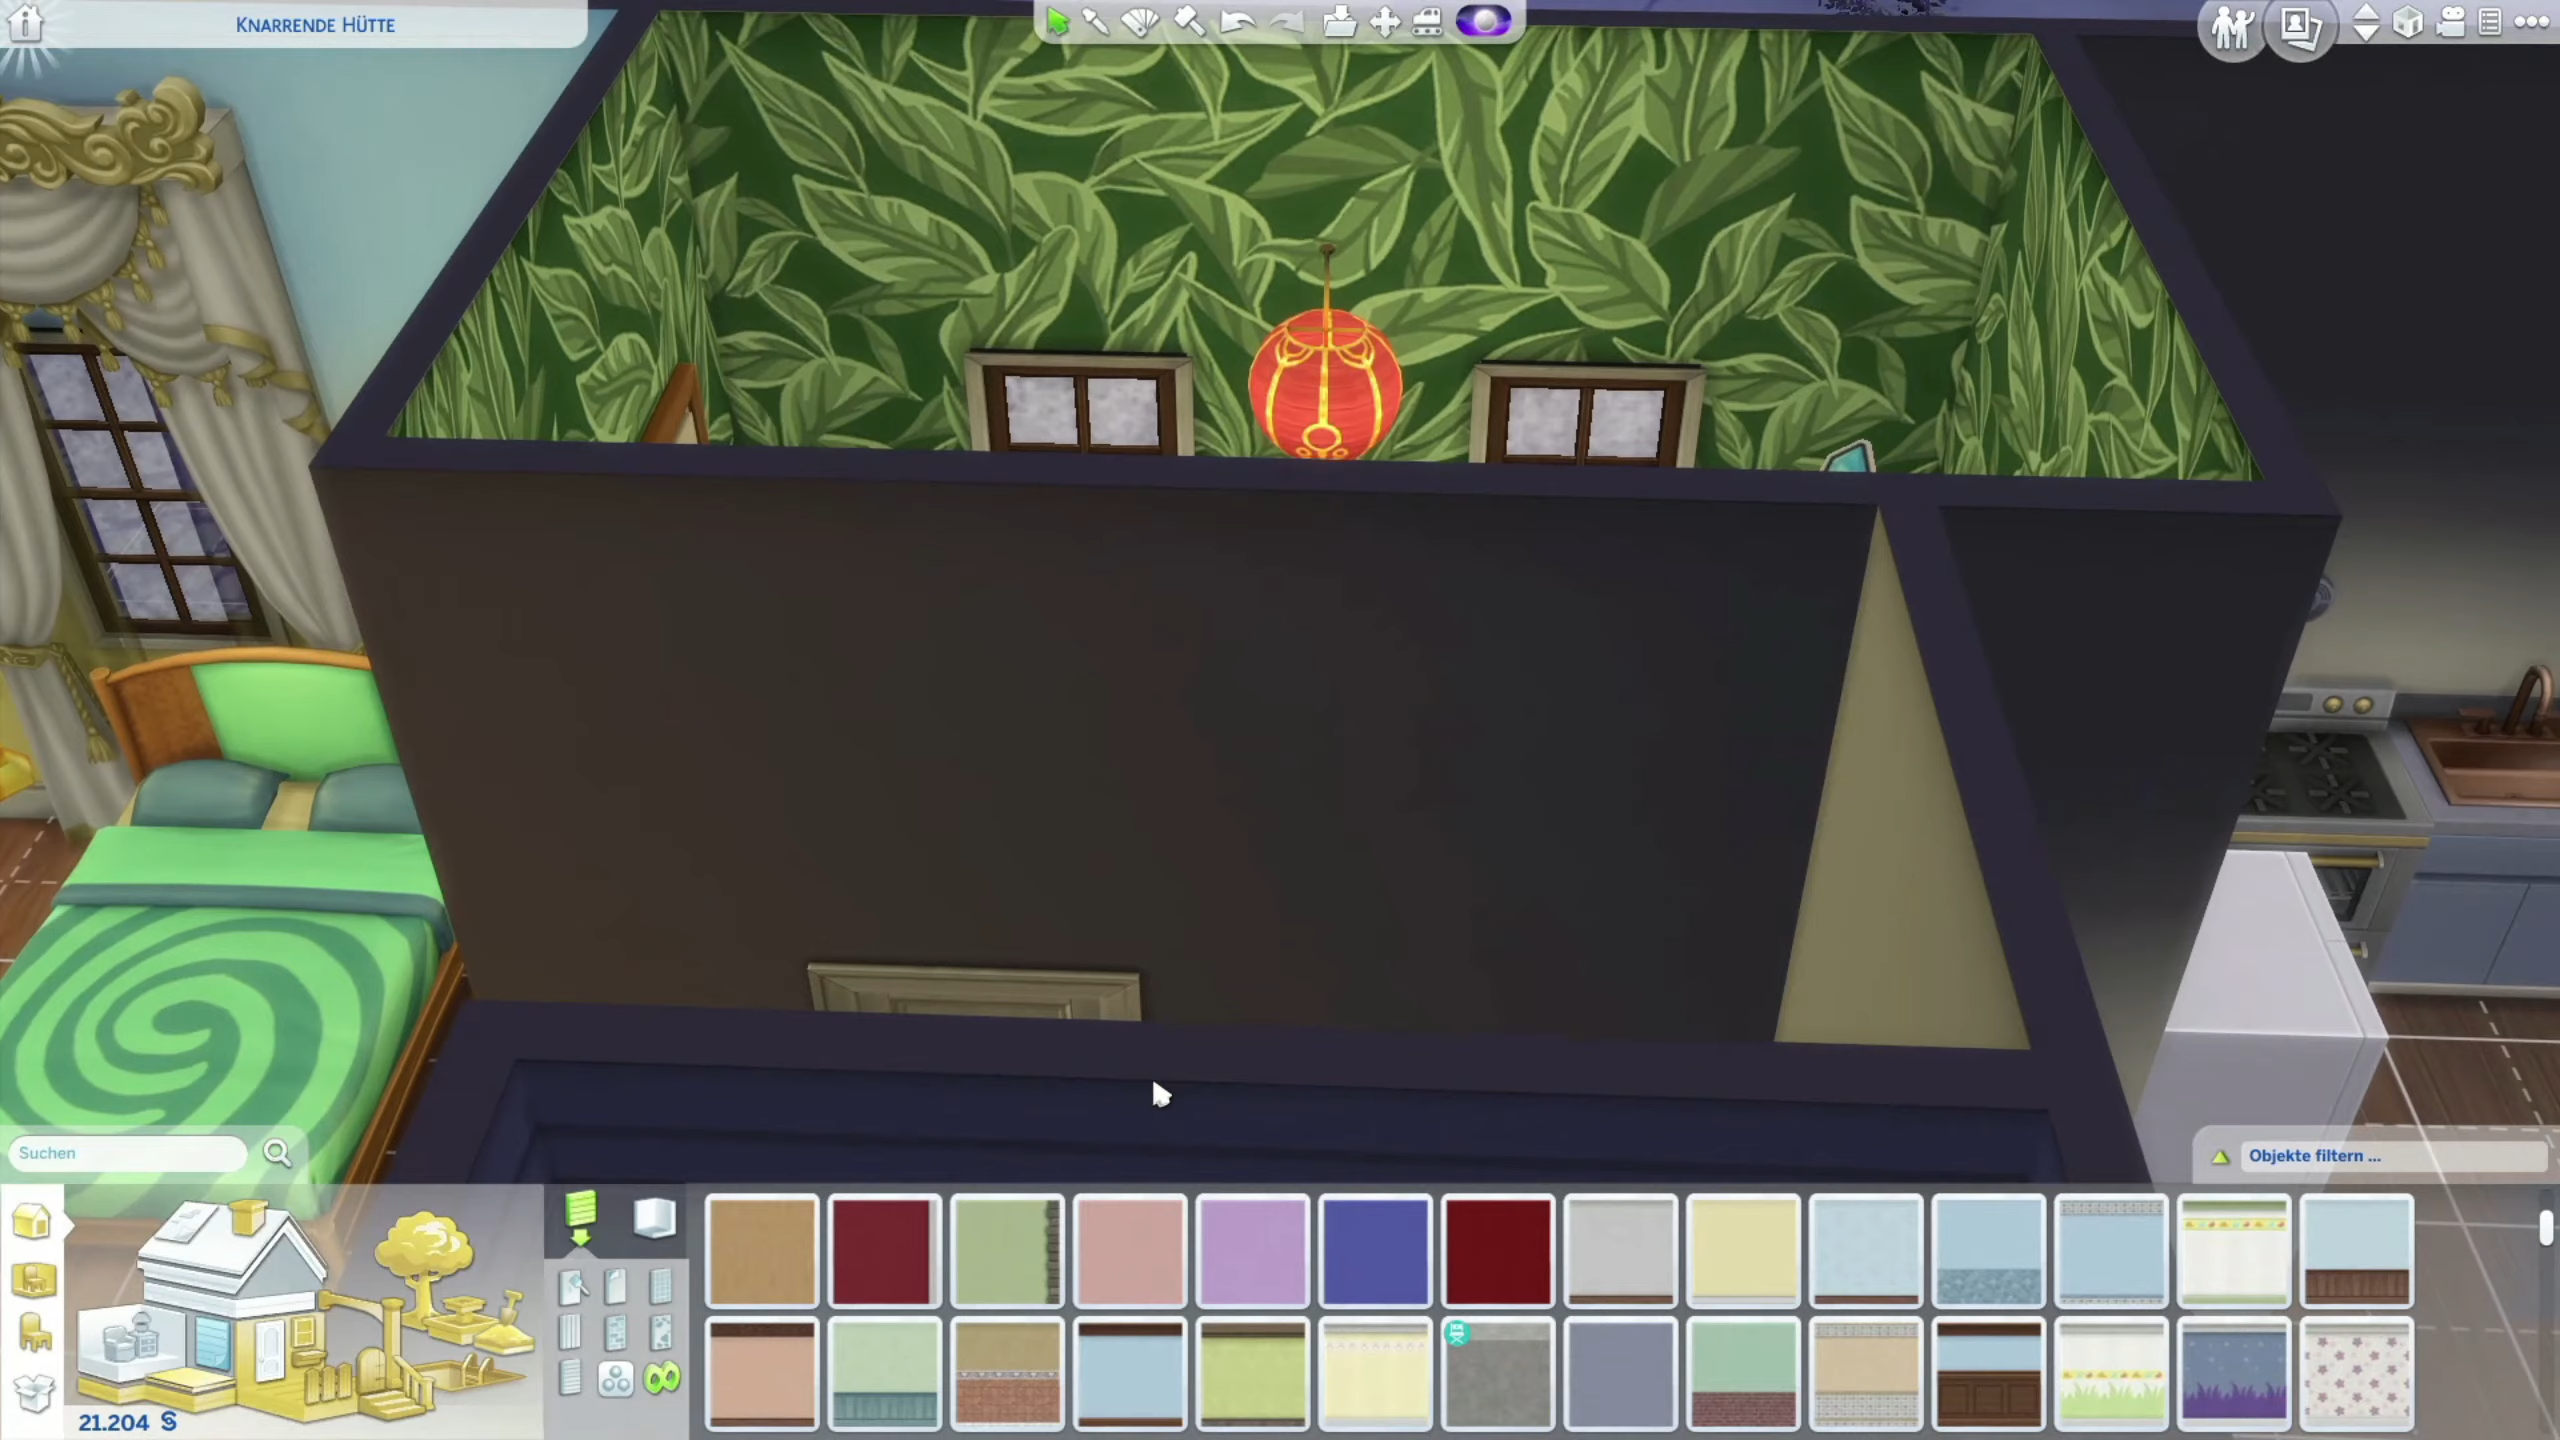 KNARRENDE HÜTTE
Suchen
Objekte filtern ...
21.204 §